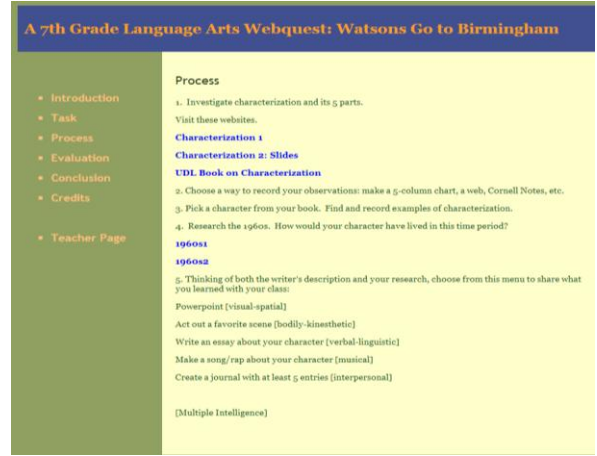 A 7th Grade Language Arts Webquest: Watsons Go to Birmingham
Introduction
Task
Process
Evaluation
Conclusion
Credits
Teacher Page
Process
1. Investigate characterization and its 5 parts.
Visit these websites.
Characterization 1
Characterization 2: Slides
UDL Book on Characterization
2. Choose a way to record your observations: make a 5-column chart, a web, Cornell Notes, etc.
3. Pick a character from your book. Find and record examples of characterization.
4. Research the 1960s. How would your character have lived in this time period?
1960s1
1960s2
5. Thinking of both the writer's description and your research, choose from this menu to share what
you learned with your class:
Powerpoint [visual-spatial]
Act out a favorite scene [bodily-kinesthetic]
Write an essay about your character [verbal-linguistic]
Make a song/rap about your character [musical]
Create a journal with at least 5 entries [interpersonal]
[Multiple Intelligence]